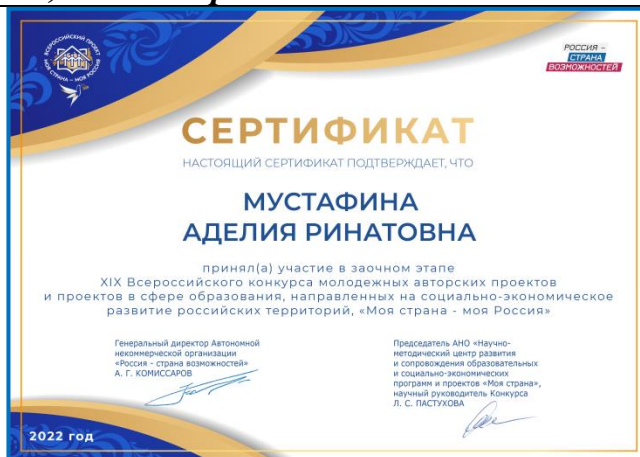 ВСЕРОССИЙСКИЙ ПРОЕКТ
МОЯ СТРАНА – МОЯ РОССИЯ
РОССИЯ –
СТРАНА
ВОЗМОЖНОСТЕЙ
СЕРТИФИКАТ
НАСТОЯЩИЙ СЕРТИФИКАТ ПОДТВЕРЖДАЕТ, ЧТО
МУСТАФИНА
АДЕЛИЯ РИНАТОВНА
принял(а) участие в заочном этапе
XIX Всероссийского конкурса молодежных авторских проектов
и проектов в сфере образования, направленных на социально-экономическое
развитие российских территорий, «Моя страна - моя Россия»
Генеральный директор Автономной
некоммерческой организации
«Россия - страна возможностей»
А. Г. КОМИССАРОВ
Председатель АНО «Научно-
методический центр развития
и сопровождения образовательных
и социально-экономических
программ и проектов «Моя страна»,
научный руководитель Конкурса
Л. С. ПАСТУХОВА
2022 год